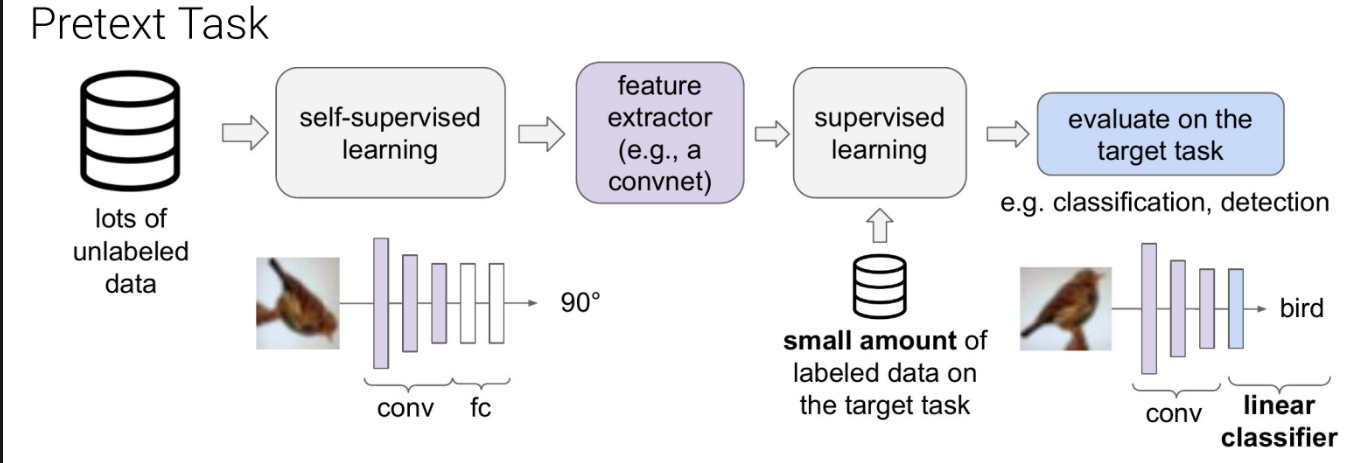 Pretext Task
lots of
unlabeled
data
self-supervised
learning
feature
extractor
(e.g., a
convnet)
supervised
learning
evaluate on the
target task
e.g. classification, detection
90°
conv
fc
small amount of
labeled data on
the target task
bird
conv
linear
classifier